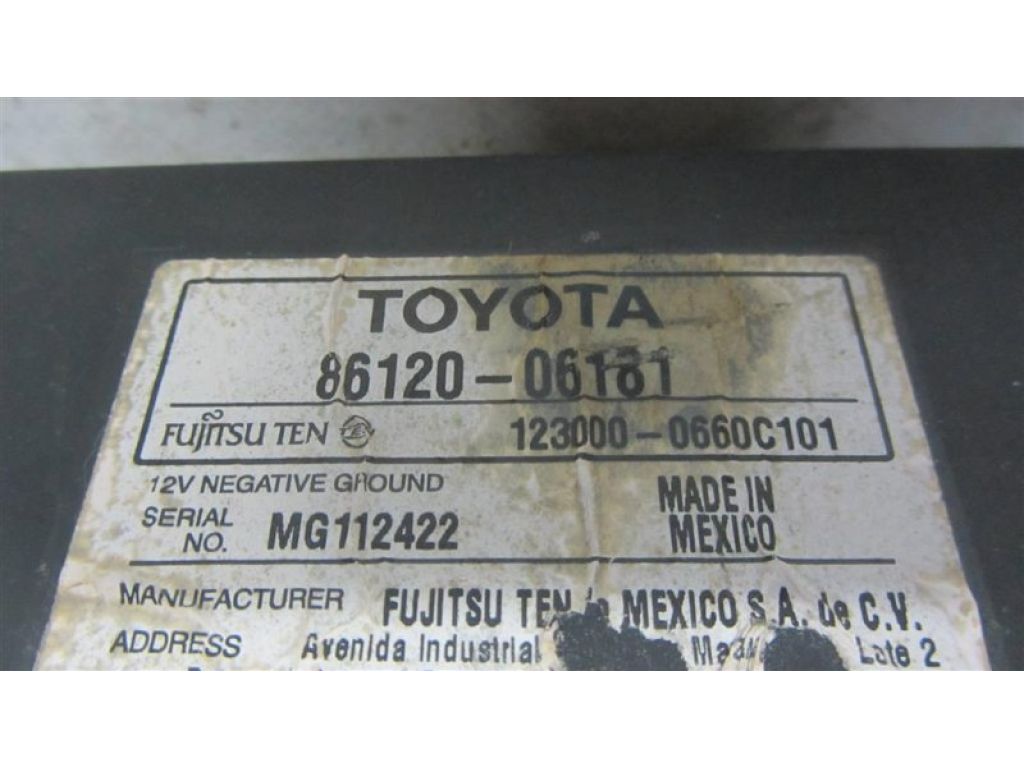 TOYOTA
86120-06181
FUJITSU TEN 123000-0660C101
12V NEGATIVE GROUND
SERIAL NO. MG112422
MADE IN MEXICO
MANUFACTURER FUJITSU TEN de MEXICO S.A. de C.V.
ADDRESS Avenida Industrial Lote 2